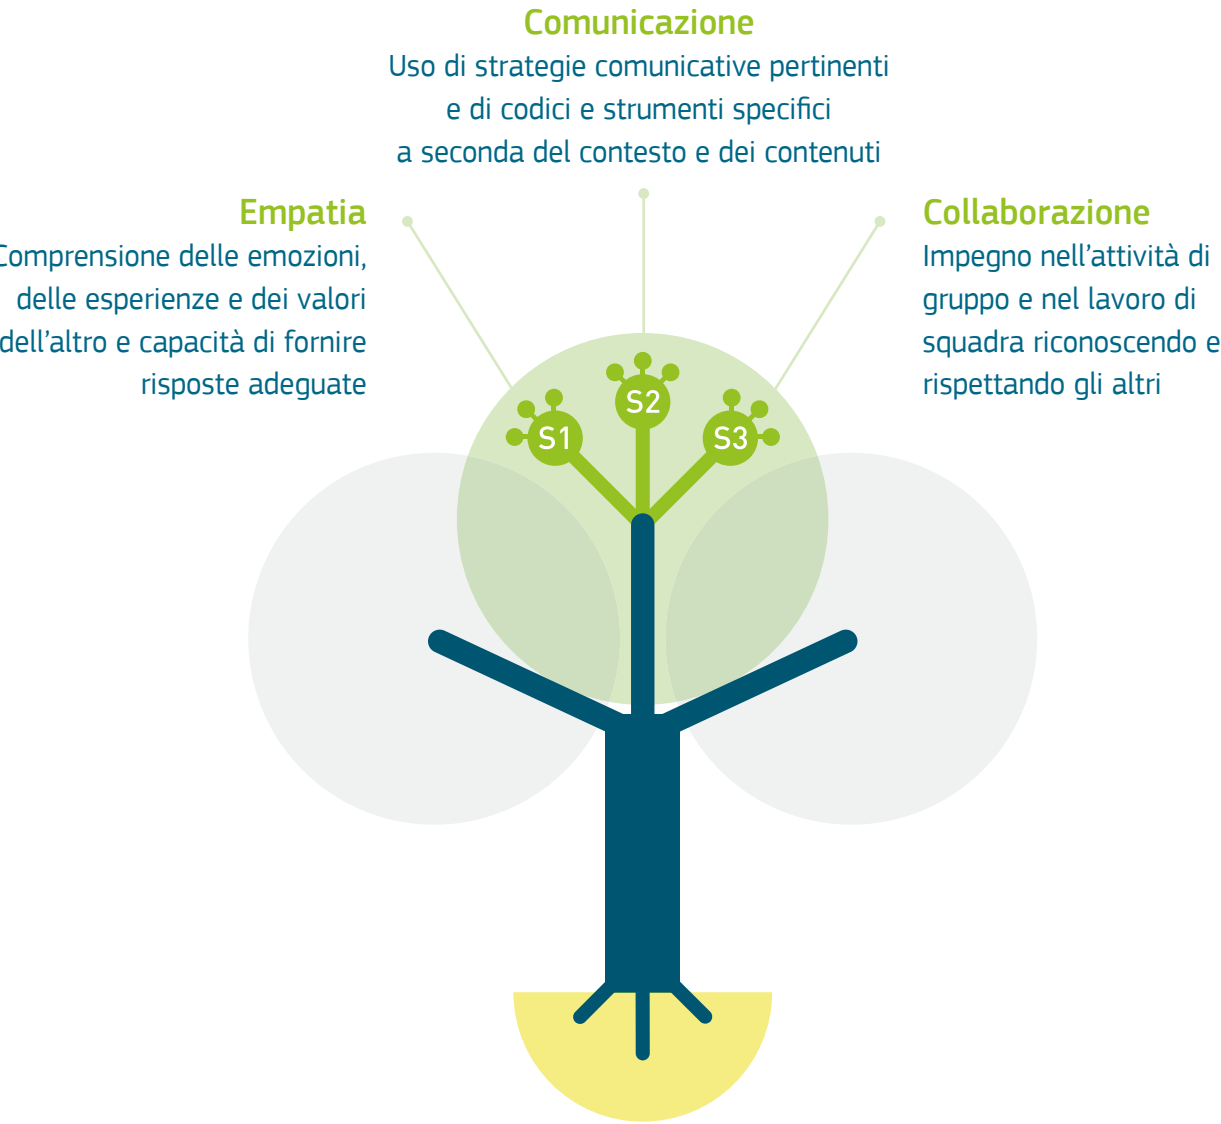 Comunicazione
Uso di strategie comunicative pertinenti
e di codici e strumenti specifici
a seconda del contesto e dei contenuti
Empatia
Comprensione delle emozioni,
delle esperienze e dei valori
dell'altro e capacità di fornire
risposte adeguate
Collaborazione
Impegno nell'attività di
gruppo e nel lavoro di
squadra riconoscendo e
rispettando gli altri
S1
S2
S3